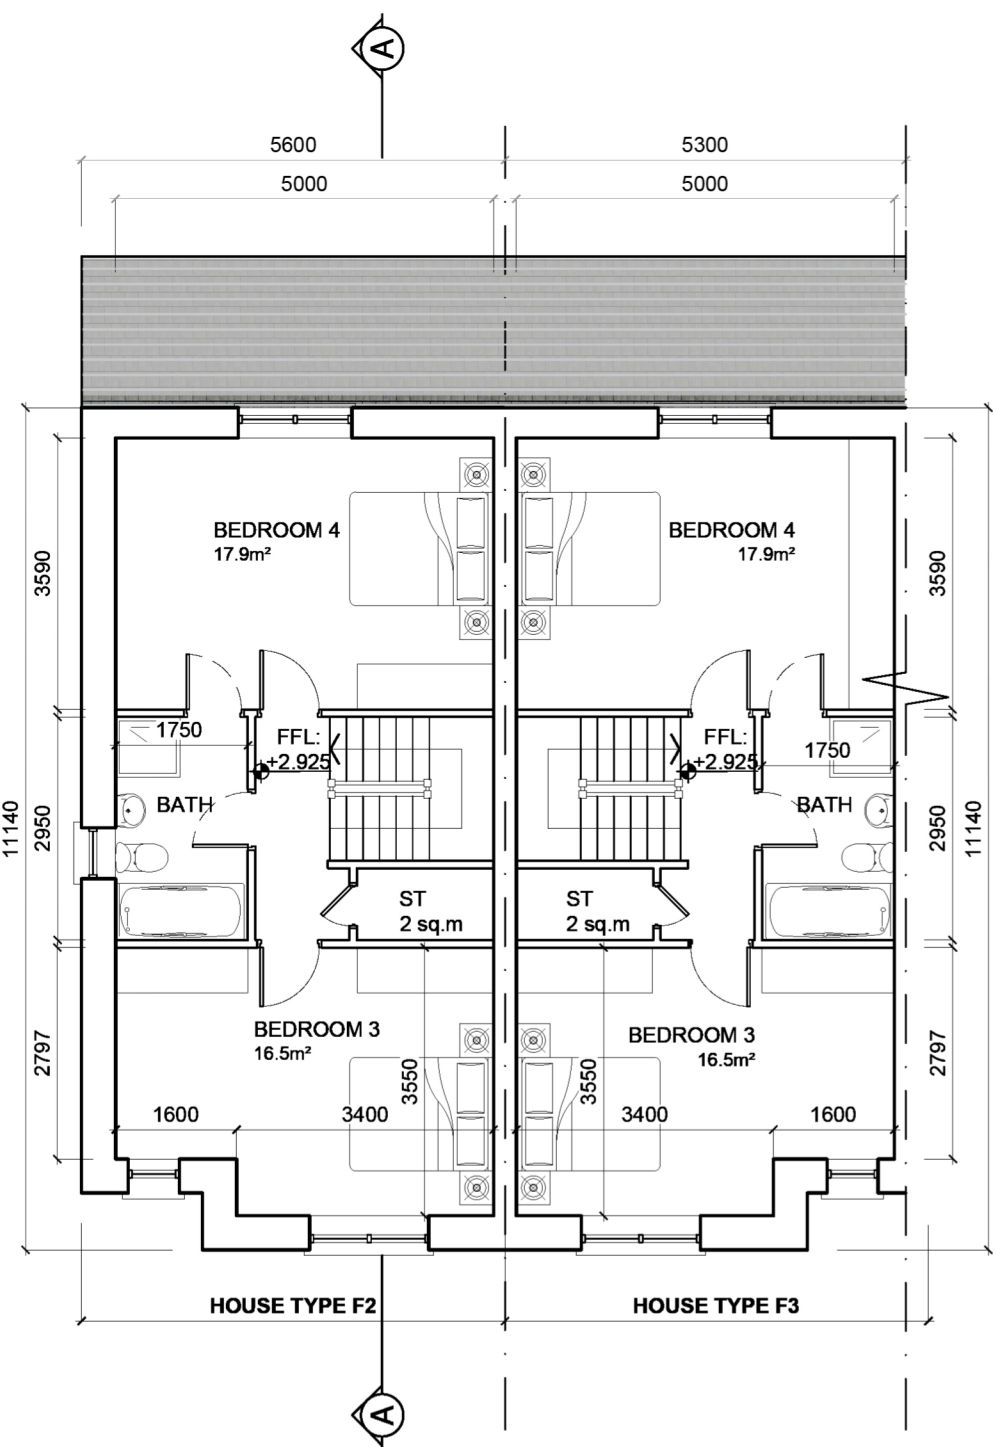 A
5600
5300
5000
5000
BEDROOM 4
17.9m²
BEDROOM 4
17.9m²
3590
3590
1750
FFL:
+2.925
FFL:
+2.925
1750
BATH
BATH
11140
2950
2950
11140
ST
2 sq.m
ST
2 sq.m
BEDROOM 3
16.5m²
BEDROOM 3
16.5m²
2797
3550
3550
2797
1600
3400
3400
1600
HOUSE TYPE F2
HOUSE TYPE F3
A